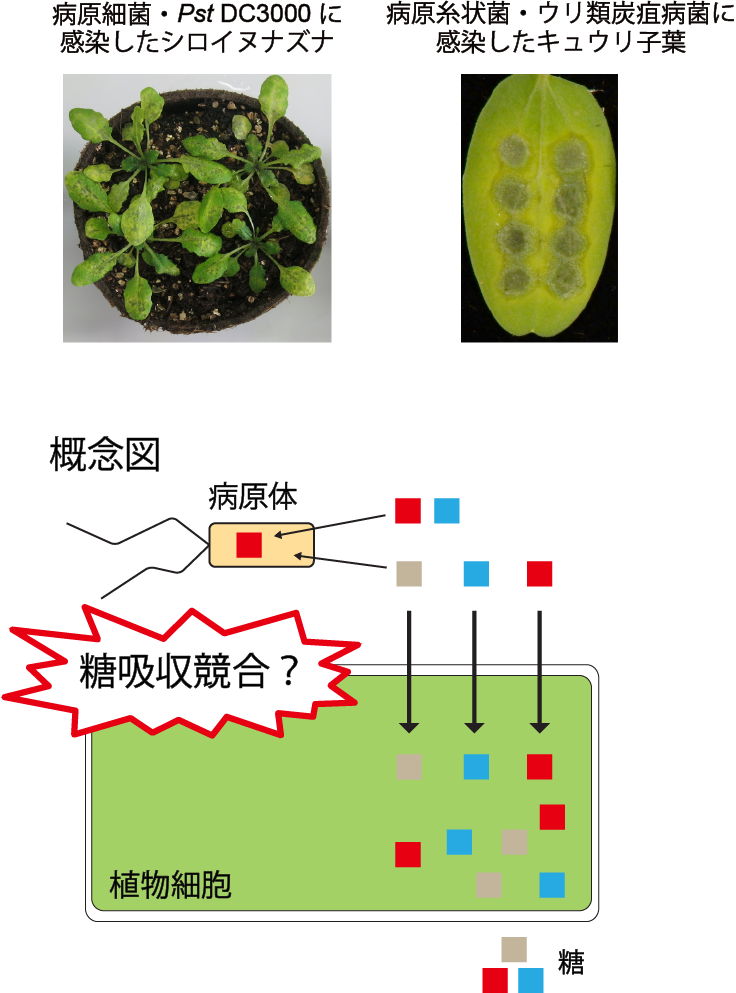 病原細菌・Pst DC3000 に
感染したシロイヌナズナ
病原糸状菌・ウリ類炭疽病菌に
感染したキュウリ子葉
概念図
病原体
糖吸収競合？
植物細胞
糖